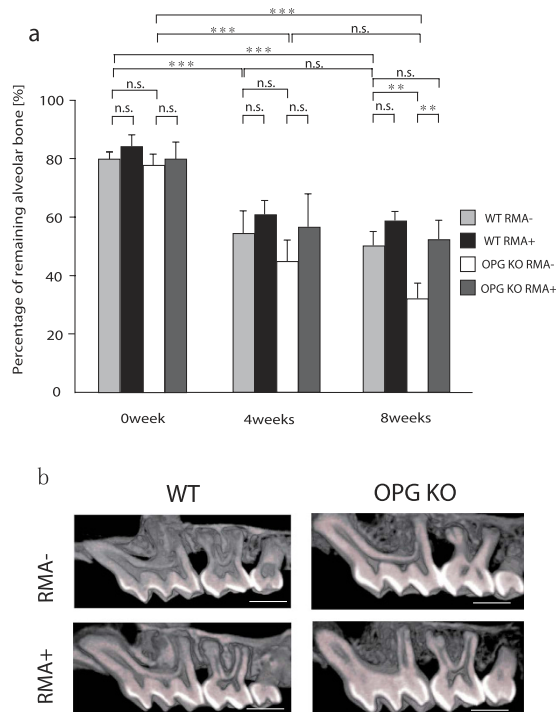 a
***
***
n.s.
***
***
n.s.
n.s.
n.s.
n.s.
**
n.s.
n.s.
n.s.
n.s.
n.s.
**
Percentage of remaining alveolar bone [%]
100
80
60
40
20
0
0week
4weeks
8weeks
WT RMA-
WT RMA+
OPG KO RMA-
OPG KO RMA+
b
WT
OPG KO
RMA-
RMA+